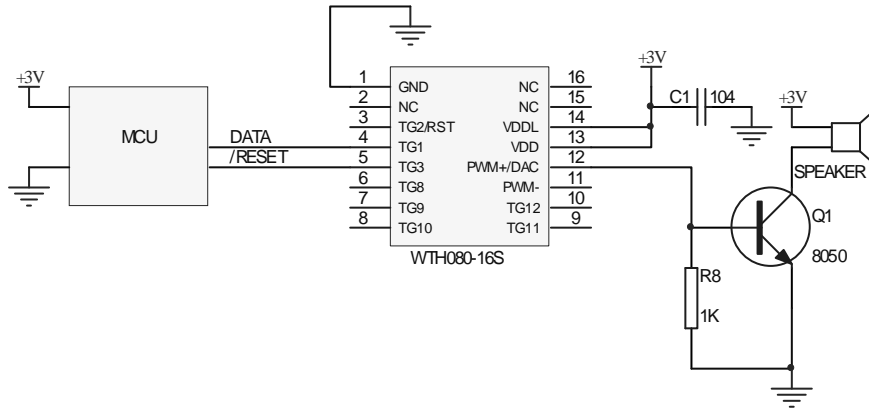 +3V
MCU
DATA
/RESET
1 GND
2 NC
3 TG2/RST
4 TG1
5 TG3
6 TG8
7 TG9
8 TG10
NC 16
NC 15
VDDL 14
VDD 13
PWM+/DAC 12
PWM- 11
TG12 10
TG11 9
WTH080-16S
+3V
C1 104
+3V
SPEAKER
Q1
8050
R8
1K